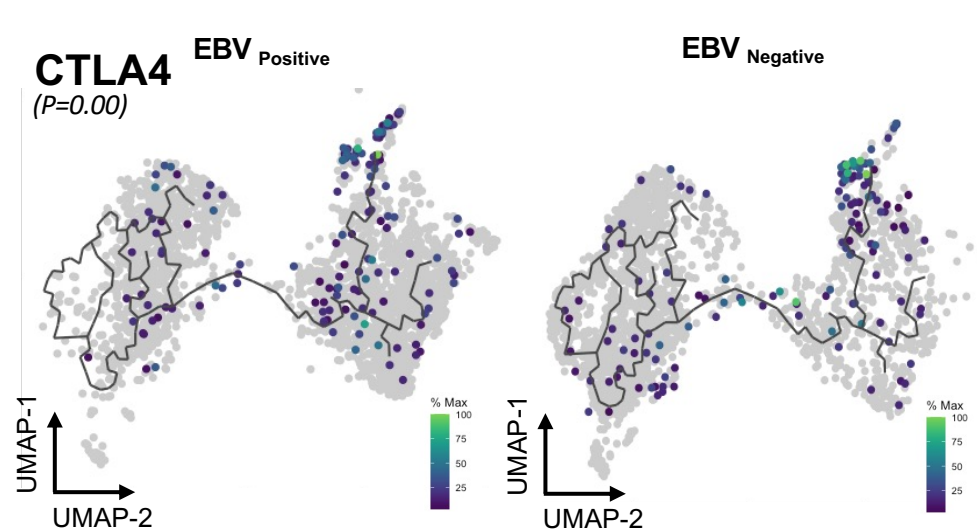 CTLA4
(P=0.00)
EBV Positive
EBV Negative
% Max
100
75
50
25
UMAP-1
UMAP-2
% Max
100
75
50
25
UMAP-1
UMAP-2